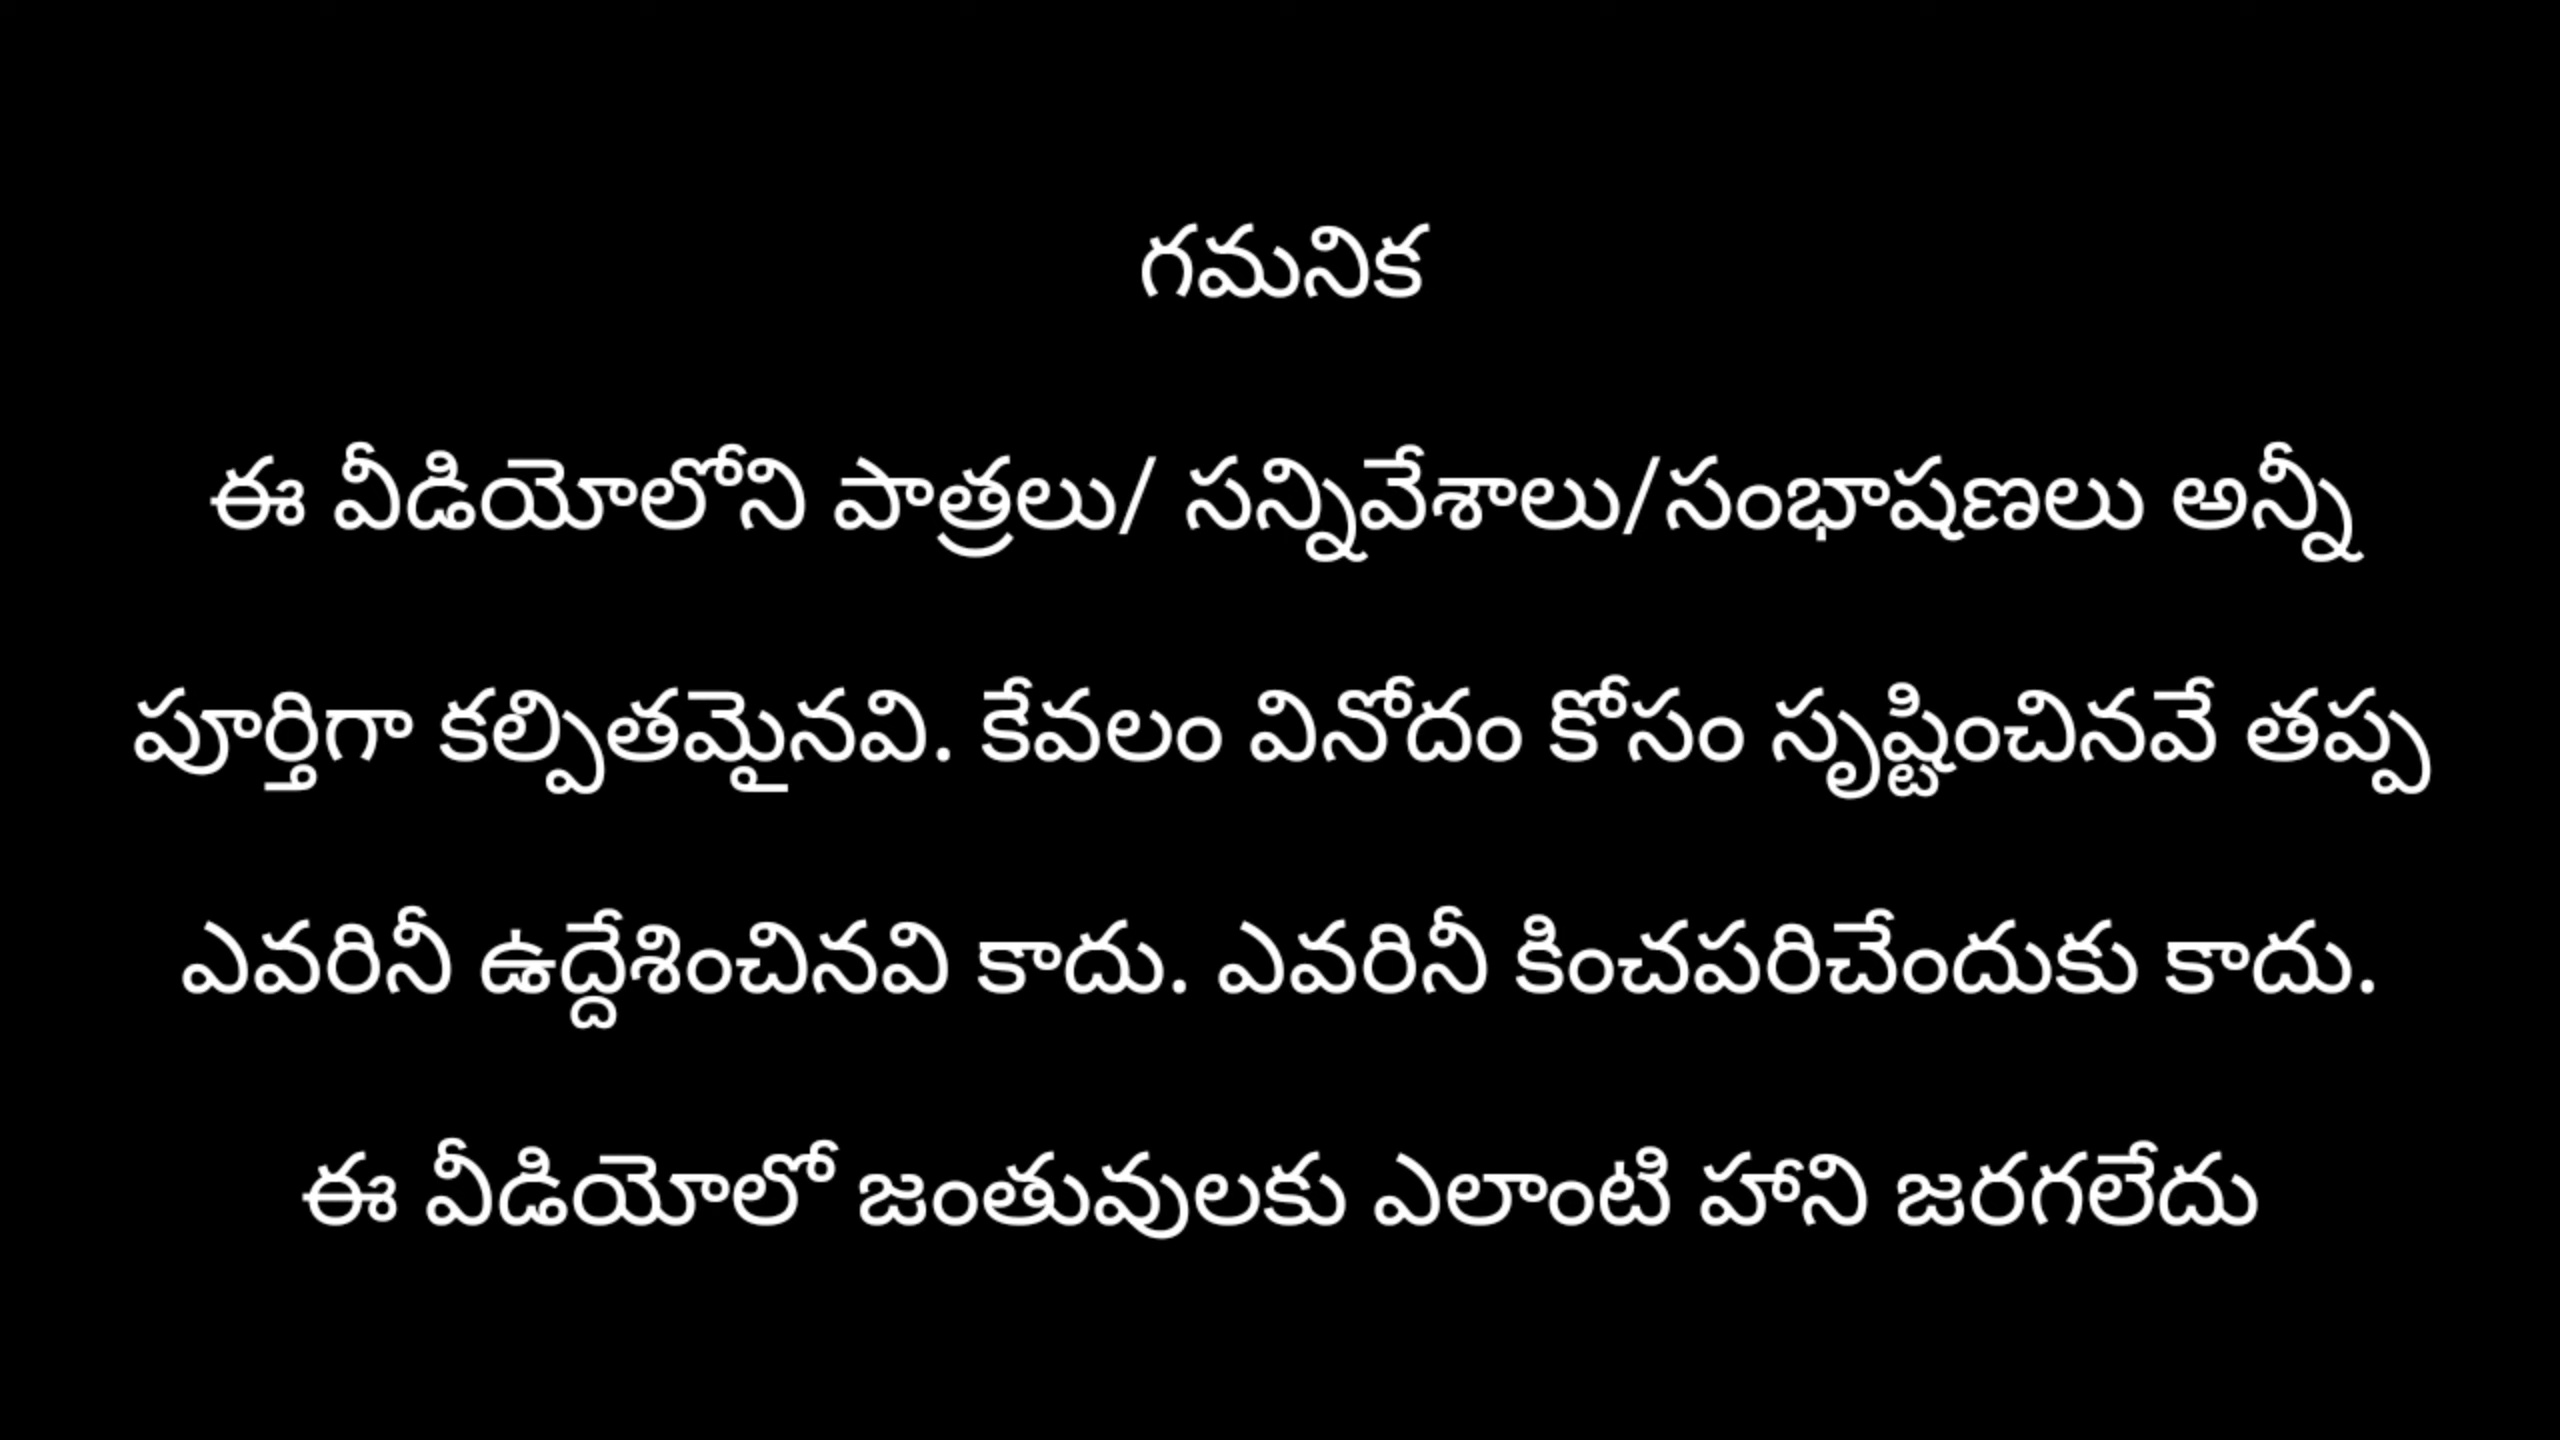 గమనిక
ఈ వీడియోలోని పాత్రలు/ సన్నివేశాలు/సంభాషణలు అన్నీ
పూర్తిగా కల్పితమైనవి. కేవలం వినోదం కోసం సృష్టించినవే తప్ప
ఎవరినీ ఉద్దేశించినవి కాదు. ఎవరినీ కించపరిచేందుకు కాదు.
ఈ వీడియోలో జంతువులకు ఎలాంటి హాని జరగలేదు